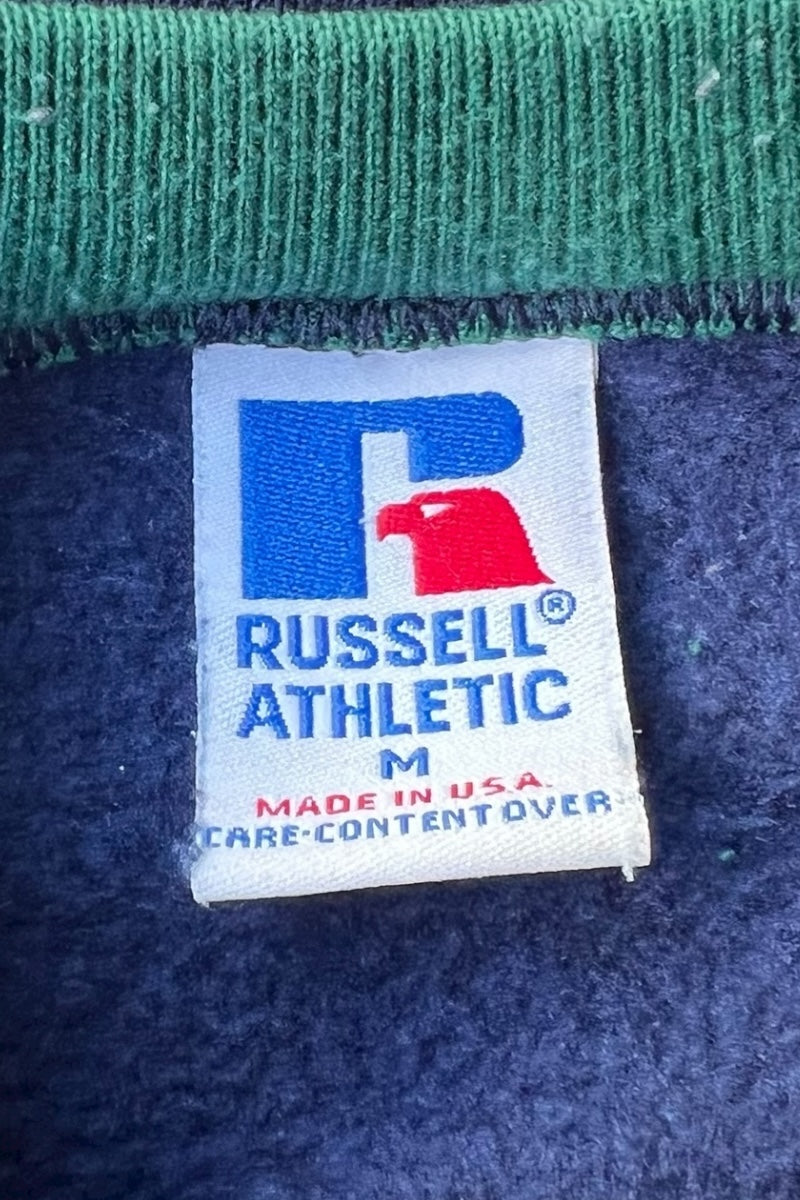 RUSSELL®
ATHLETIC
M
MADE IN U.S.A.
CARE-CONTENT OVER